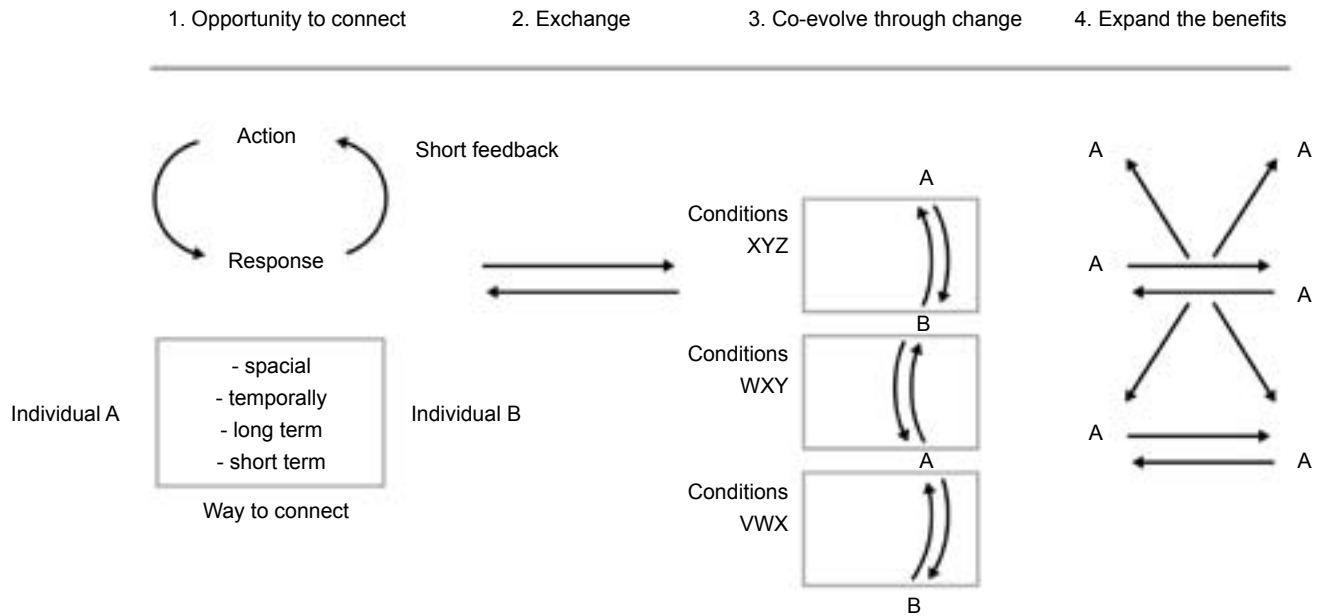 1. Opportunity to connect
2. Exchange
3. Co-evolve through change
4. Expand the benefits
Action
Short feedback
Response
Individual A
- spacial
- temporally
- long term
- short term
Individual B
Way to connect
A
Conditions
XYZ
B
Conditions
WXY
A
Conditions
VWX
B
A
A
A
A
A
A